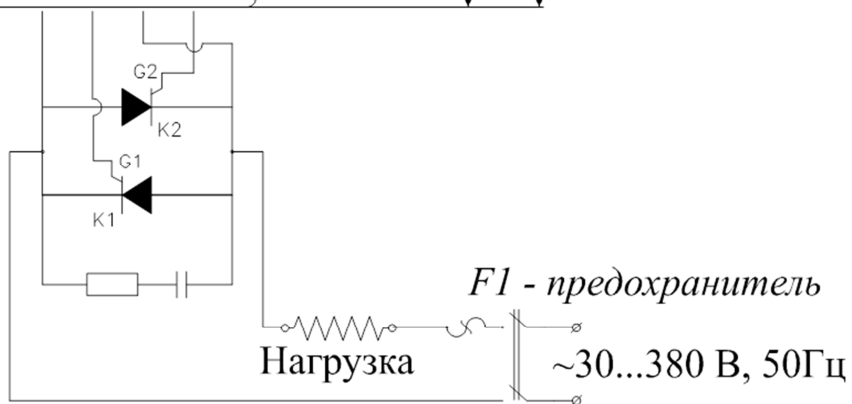 G2
K2
G1
K1
F1 - предохранитель
Нагрузка
~30...380 В, 50Гц